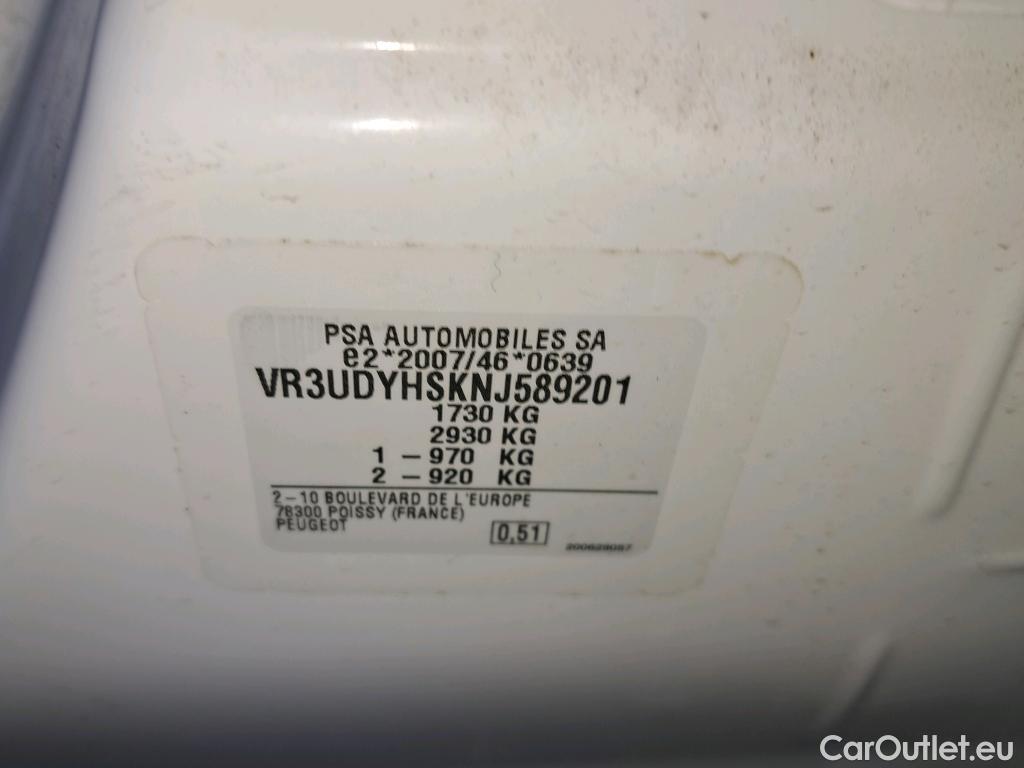 PSA AUTOMOBILES SA
e2*2007/46*0639
VR3UDYHSKNJ589201
1730 KG
2930 KG
1 – 970 KG
2 – 920 KG
2–10 BOULEVARD DE L'EUROPE
78300 POISSY (FRANCE)
PEUGEOT
0,51
CarOutlet.eu